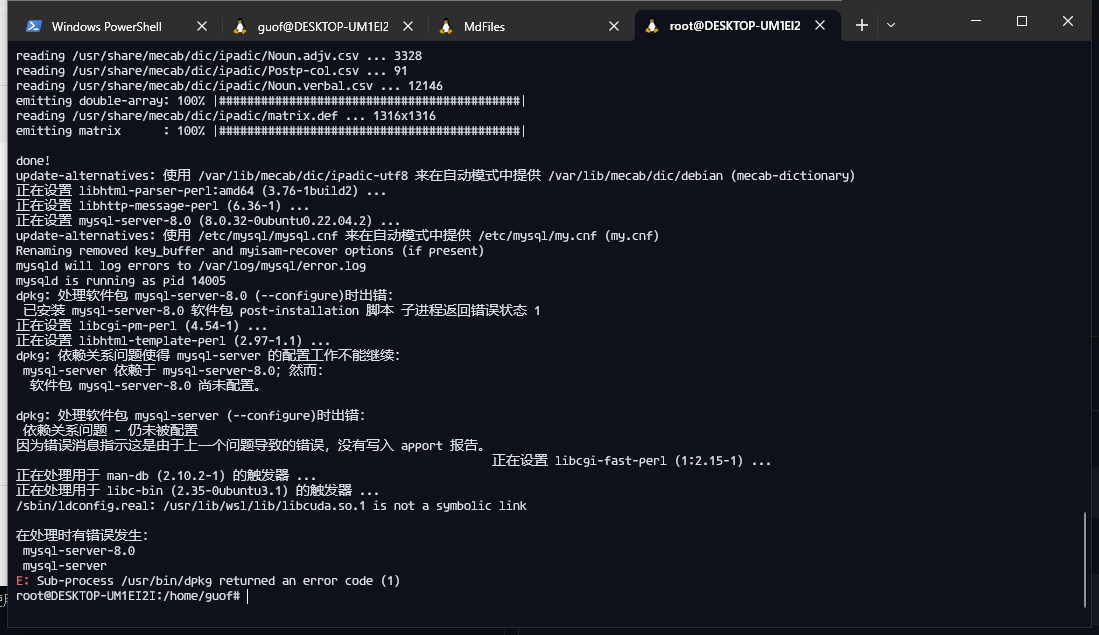 Windows PowerShell
guof@DESKTOP-UM1EI2
MdFiles
root@DESKTOP-UM1EI2
reading /usr/share/mecab/dic/ipadic/Noun.adjv.csv ... 3328
reading /usr/share/mecab/dic/ipadic/Postp-col.csv ... 91
reading /usr/share/mecab/dic/ipadic/Noun.verbal.csv ... 12146
emitting double-array: 100% |###########################################|
reading /usr/share/mecab/dic/ipadic/matrix.def ... 1316x1316
emitting matrix      : 100% |###########################################|
done!
update-alternatives: 使用 /var/lib/mecab/dic/ipadic-utf8 来在自动模式中提供 /var/lib/mecab/dic/debian (mecab-dictionary)
正在设置 libhtml-parser-perl:amd64 (3.76-1build2) ...
正在设置 libhttp-message-perl (6.36-1) ...
正在设置 mysql-server-8.0 (8.0.32-0ubuntu0.22.04.2) ...
update-alternatives: 使用 /etc/mysql/mysql.cnf 来在自动模式中提供 /etc/mysql/my.cnf (my.cnf)
Renaming removed key_buffer and myisam-recover options (if present)
mysqld will log errors to /var/log/mysql/error.log
mysqld is running as pid 14005
dpkg: 处理软件包 mysql-server-8.0 (--configure)时出错：
 已安装 mysql-server-8.0 软件包 post-installation 脚本 子进程返回错误状态 1
正在设置 libcgi-pm-perl (4.54-1) ...
正在设置 libhtml-template-perl (2.97-1.1) ...
dpkg: 依赖关系问题使得 mysql-server 的配置工作不能继续：
 mysql-server 依赖于 mysql-server-8.0；然而：
  软件包 mysql-server-8.0 尚未配置。
dpkg: 处理软件包 mysql-server (--configure)时出错：
 依赖关系问题 - 仍未被配置
因为错误消息指示这是由于上一个问题导致的错误，没有写入 apport 报告。
正在设置 libcgi-fast-perl (1:2.15-1) ...
正在处理用于 man-db (2.10.2-1) 的触发器 ...
正在处理用于 libc-bin (2.35-0ubuntu3.1) 的触发器 ...
/sbin/ldconfig.real: /usr/lib/wsl/lib/libcuda.so.1 is not a symbolic link
在处理时有错误发生：
 mysql-server-8.0
 mysql-server
E: Sub-process /usr/bin/dpkg returned an error code (1)
root@DESKTOP-UM1EI2I:/home/guof#